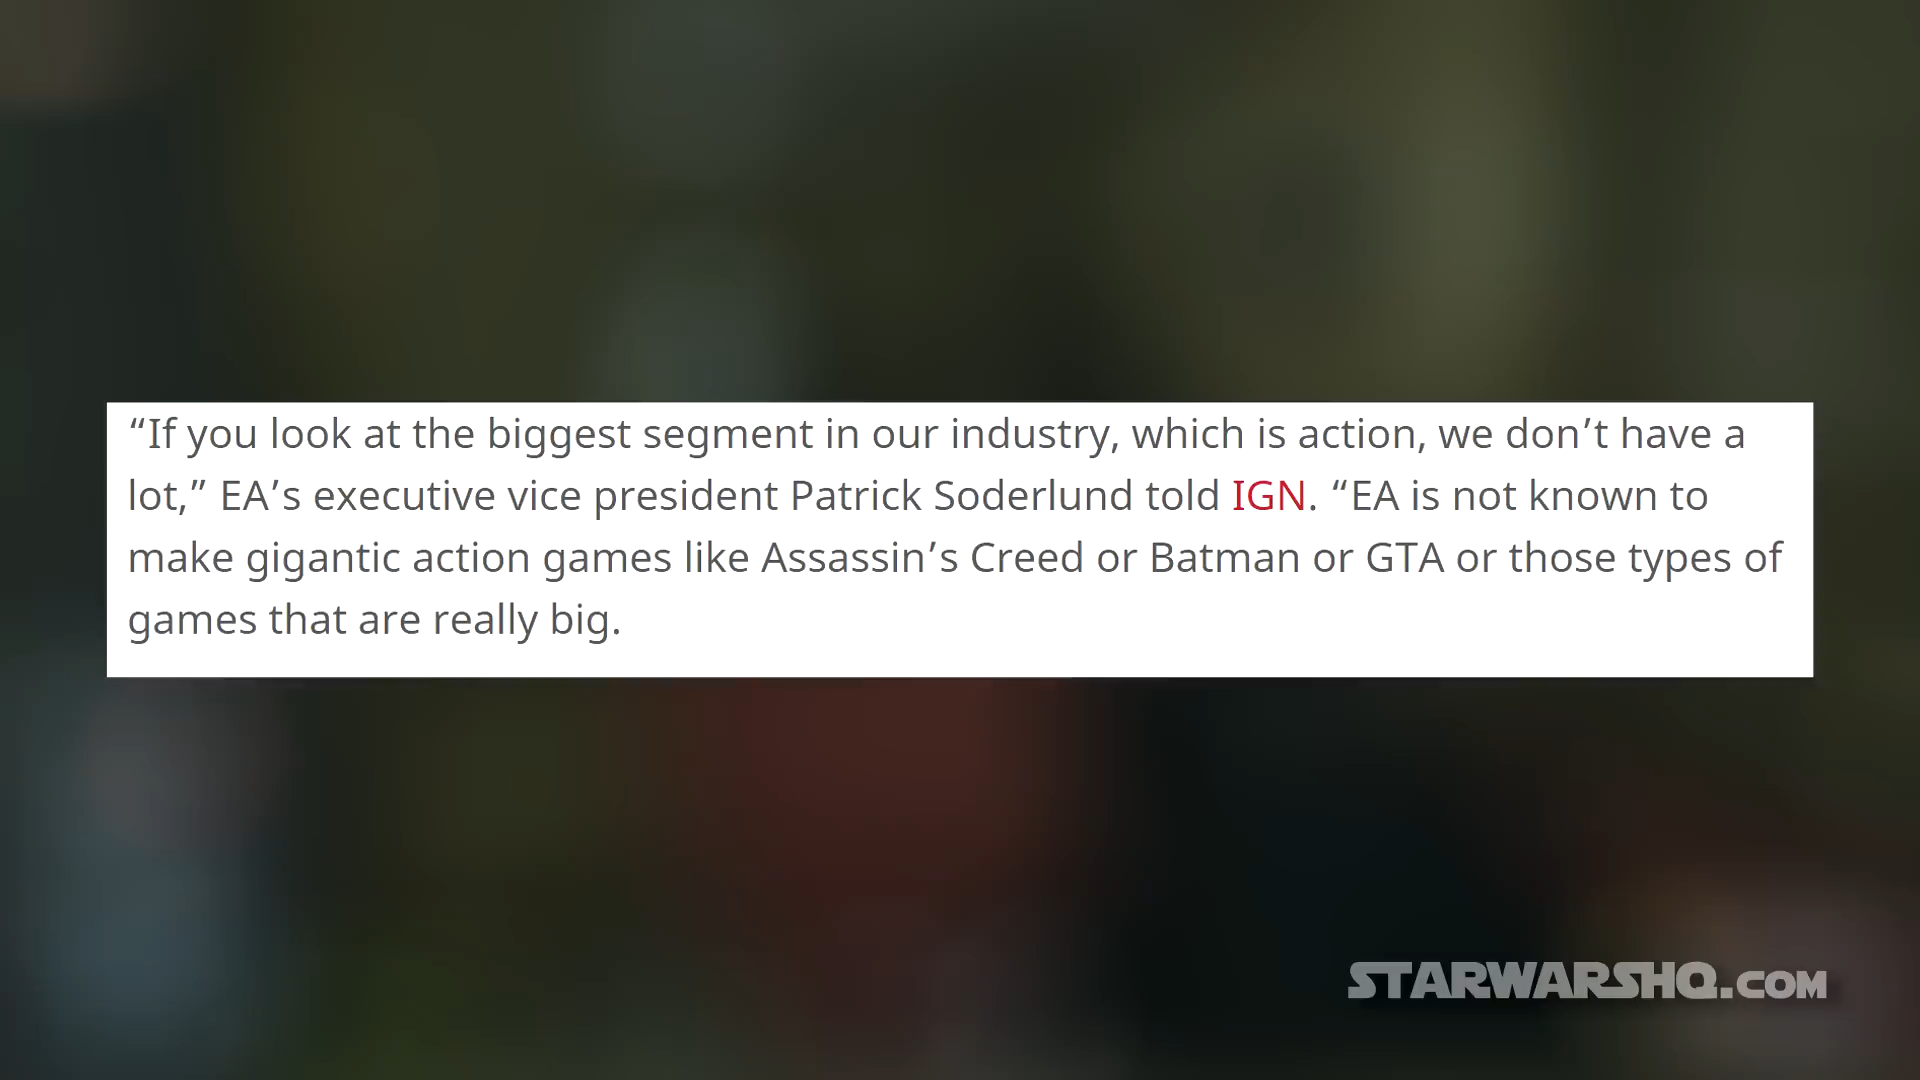 “If you look at the biggest segment in our industry, which is action, we don’t have a
lot,” EA’s executive vice president Patrick Soderlund told IGN. “EA is not known to
make gigantic action games like Assassin’s Creed or Batman or GTA or those types of
games that are really big.
STARWARSHQ.COM